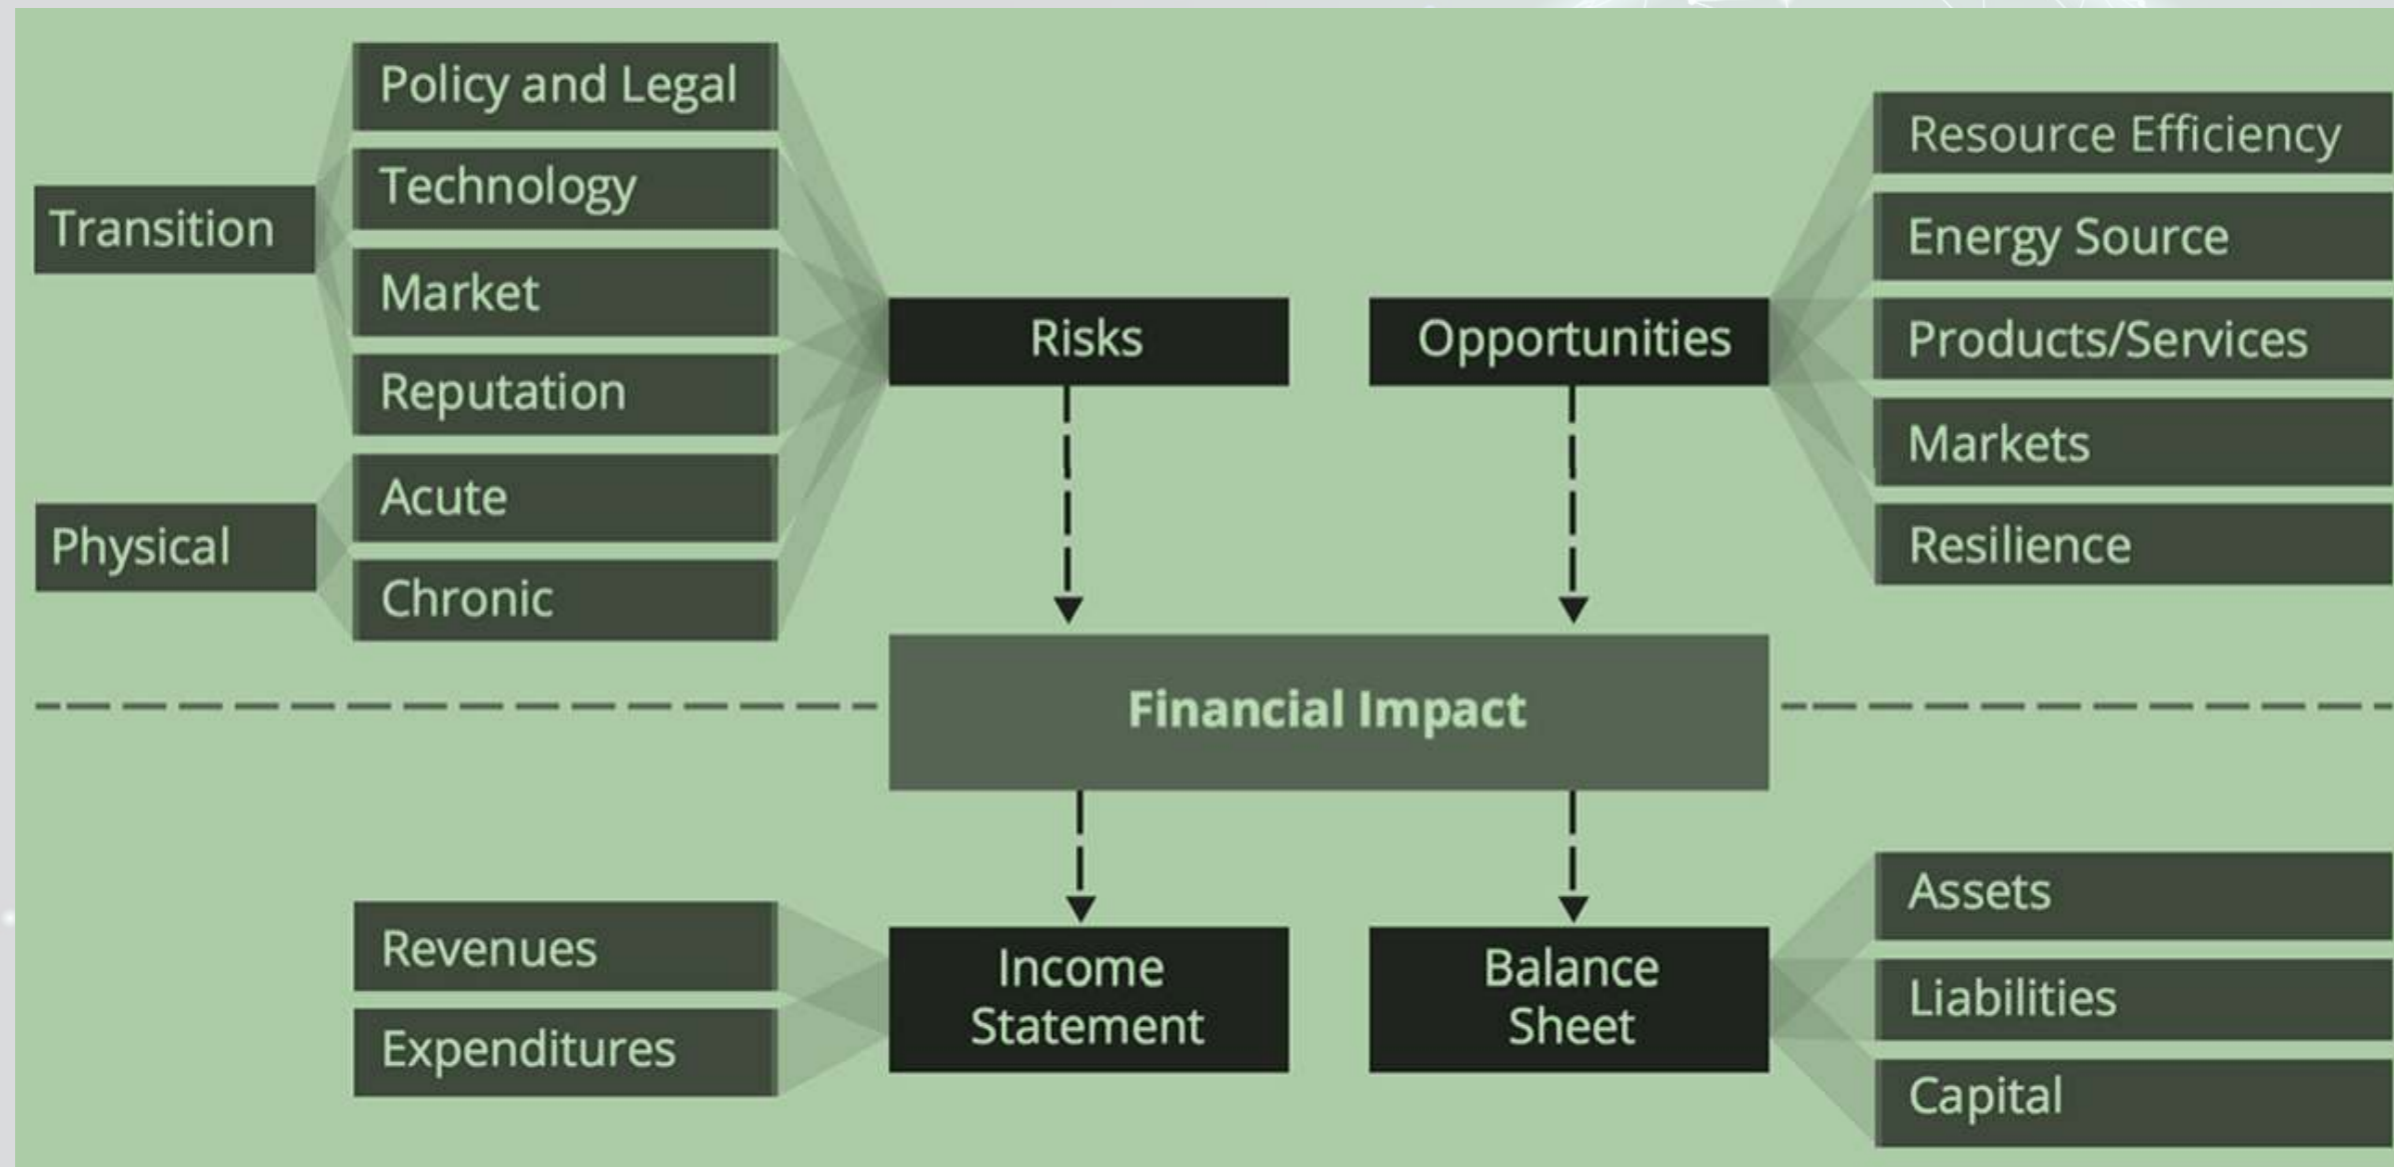 Transition
Physical
Policy and Legal
Technology
Market
Reputation
Acute
Chronic
Risks
Opportunities
Resource Efficiency
Energy Source
Products/Services
Markets
Resilience
Financial Impact
Revenues
Expenditures
Income
Statement
Balance
Sheet
Assets
Liabilities
Capital